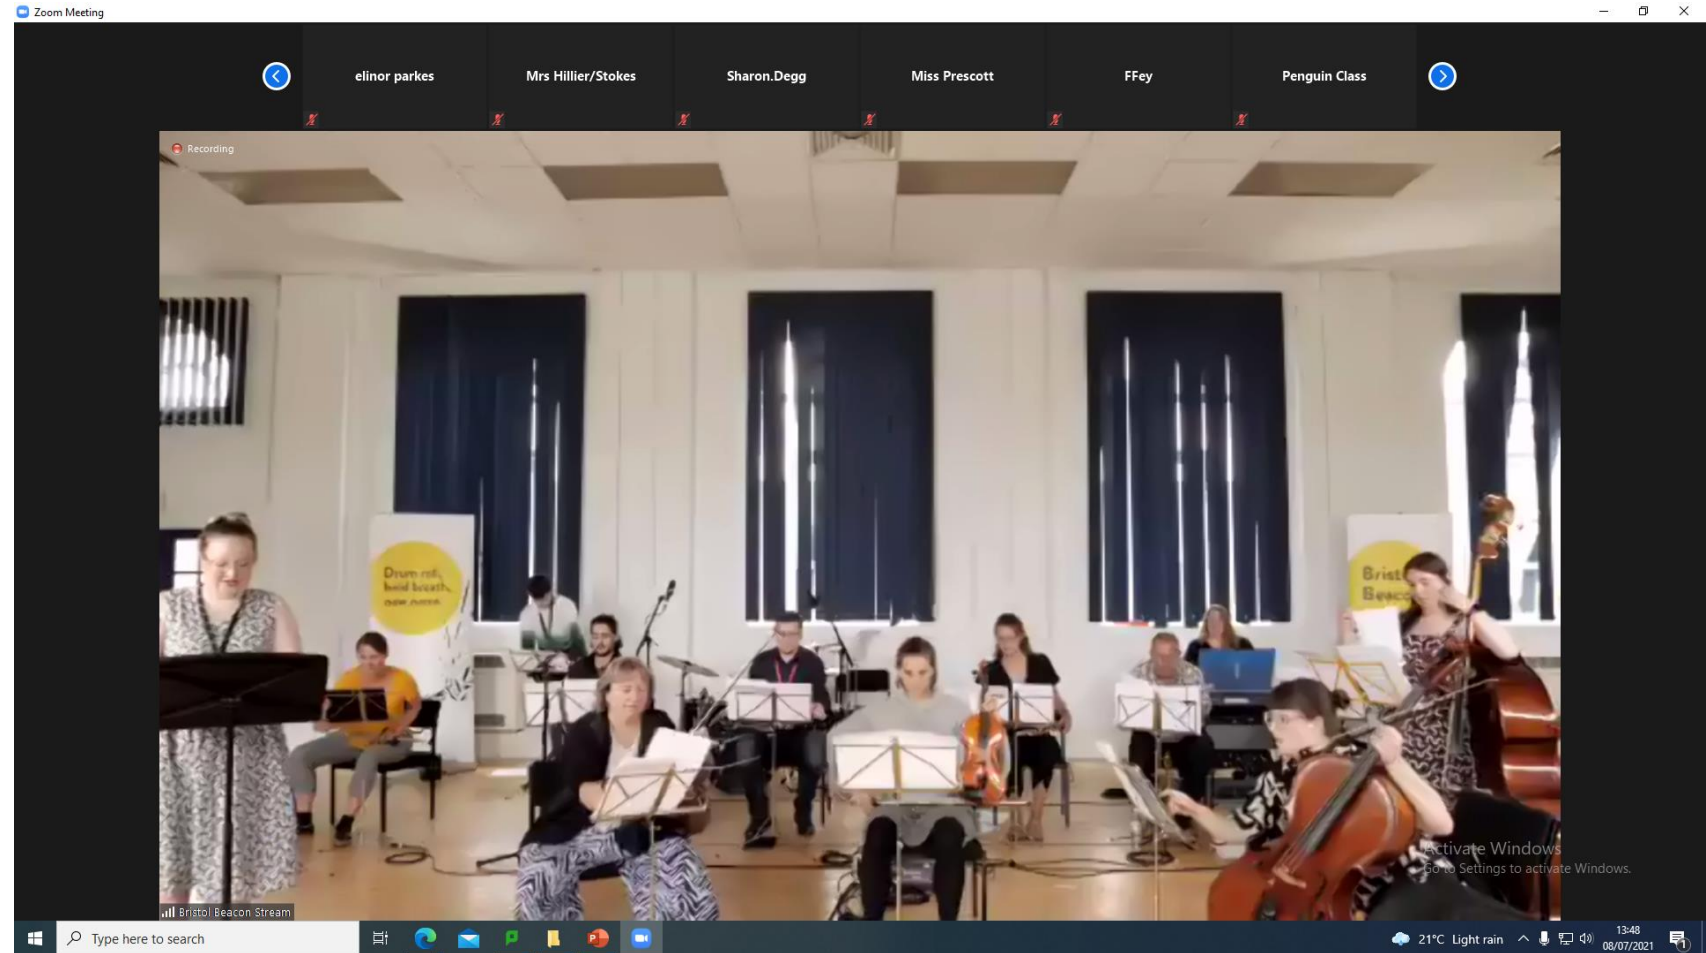 Zoom Meeting
elinor parkes
Mrs Hillier/Stokes
Sharon.Degg
Miss Prescott
FFey
Penguin Class
Recording
Drum roll,
hold breath,
Brist
Beaco
Activate Windows
Go to Settings to activate Windows.
Bristol Beacon Stream
Type here to search
21°C Light rain
13:48
08/07/2021
1